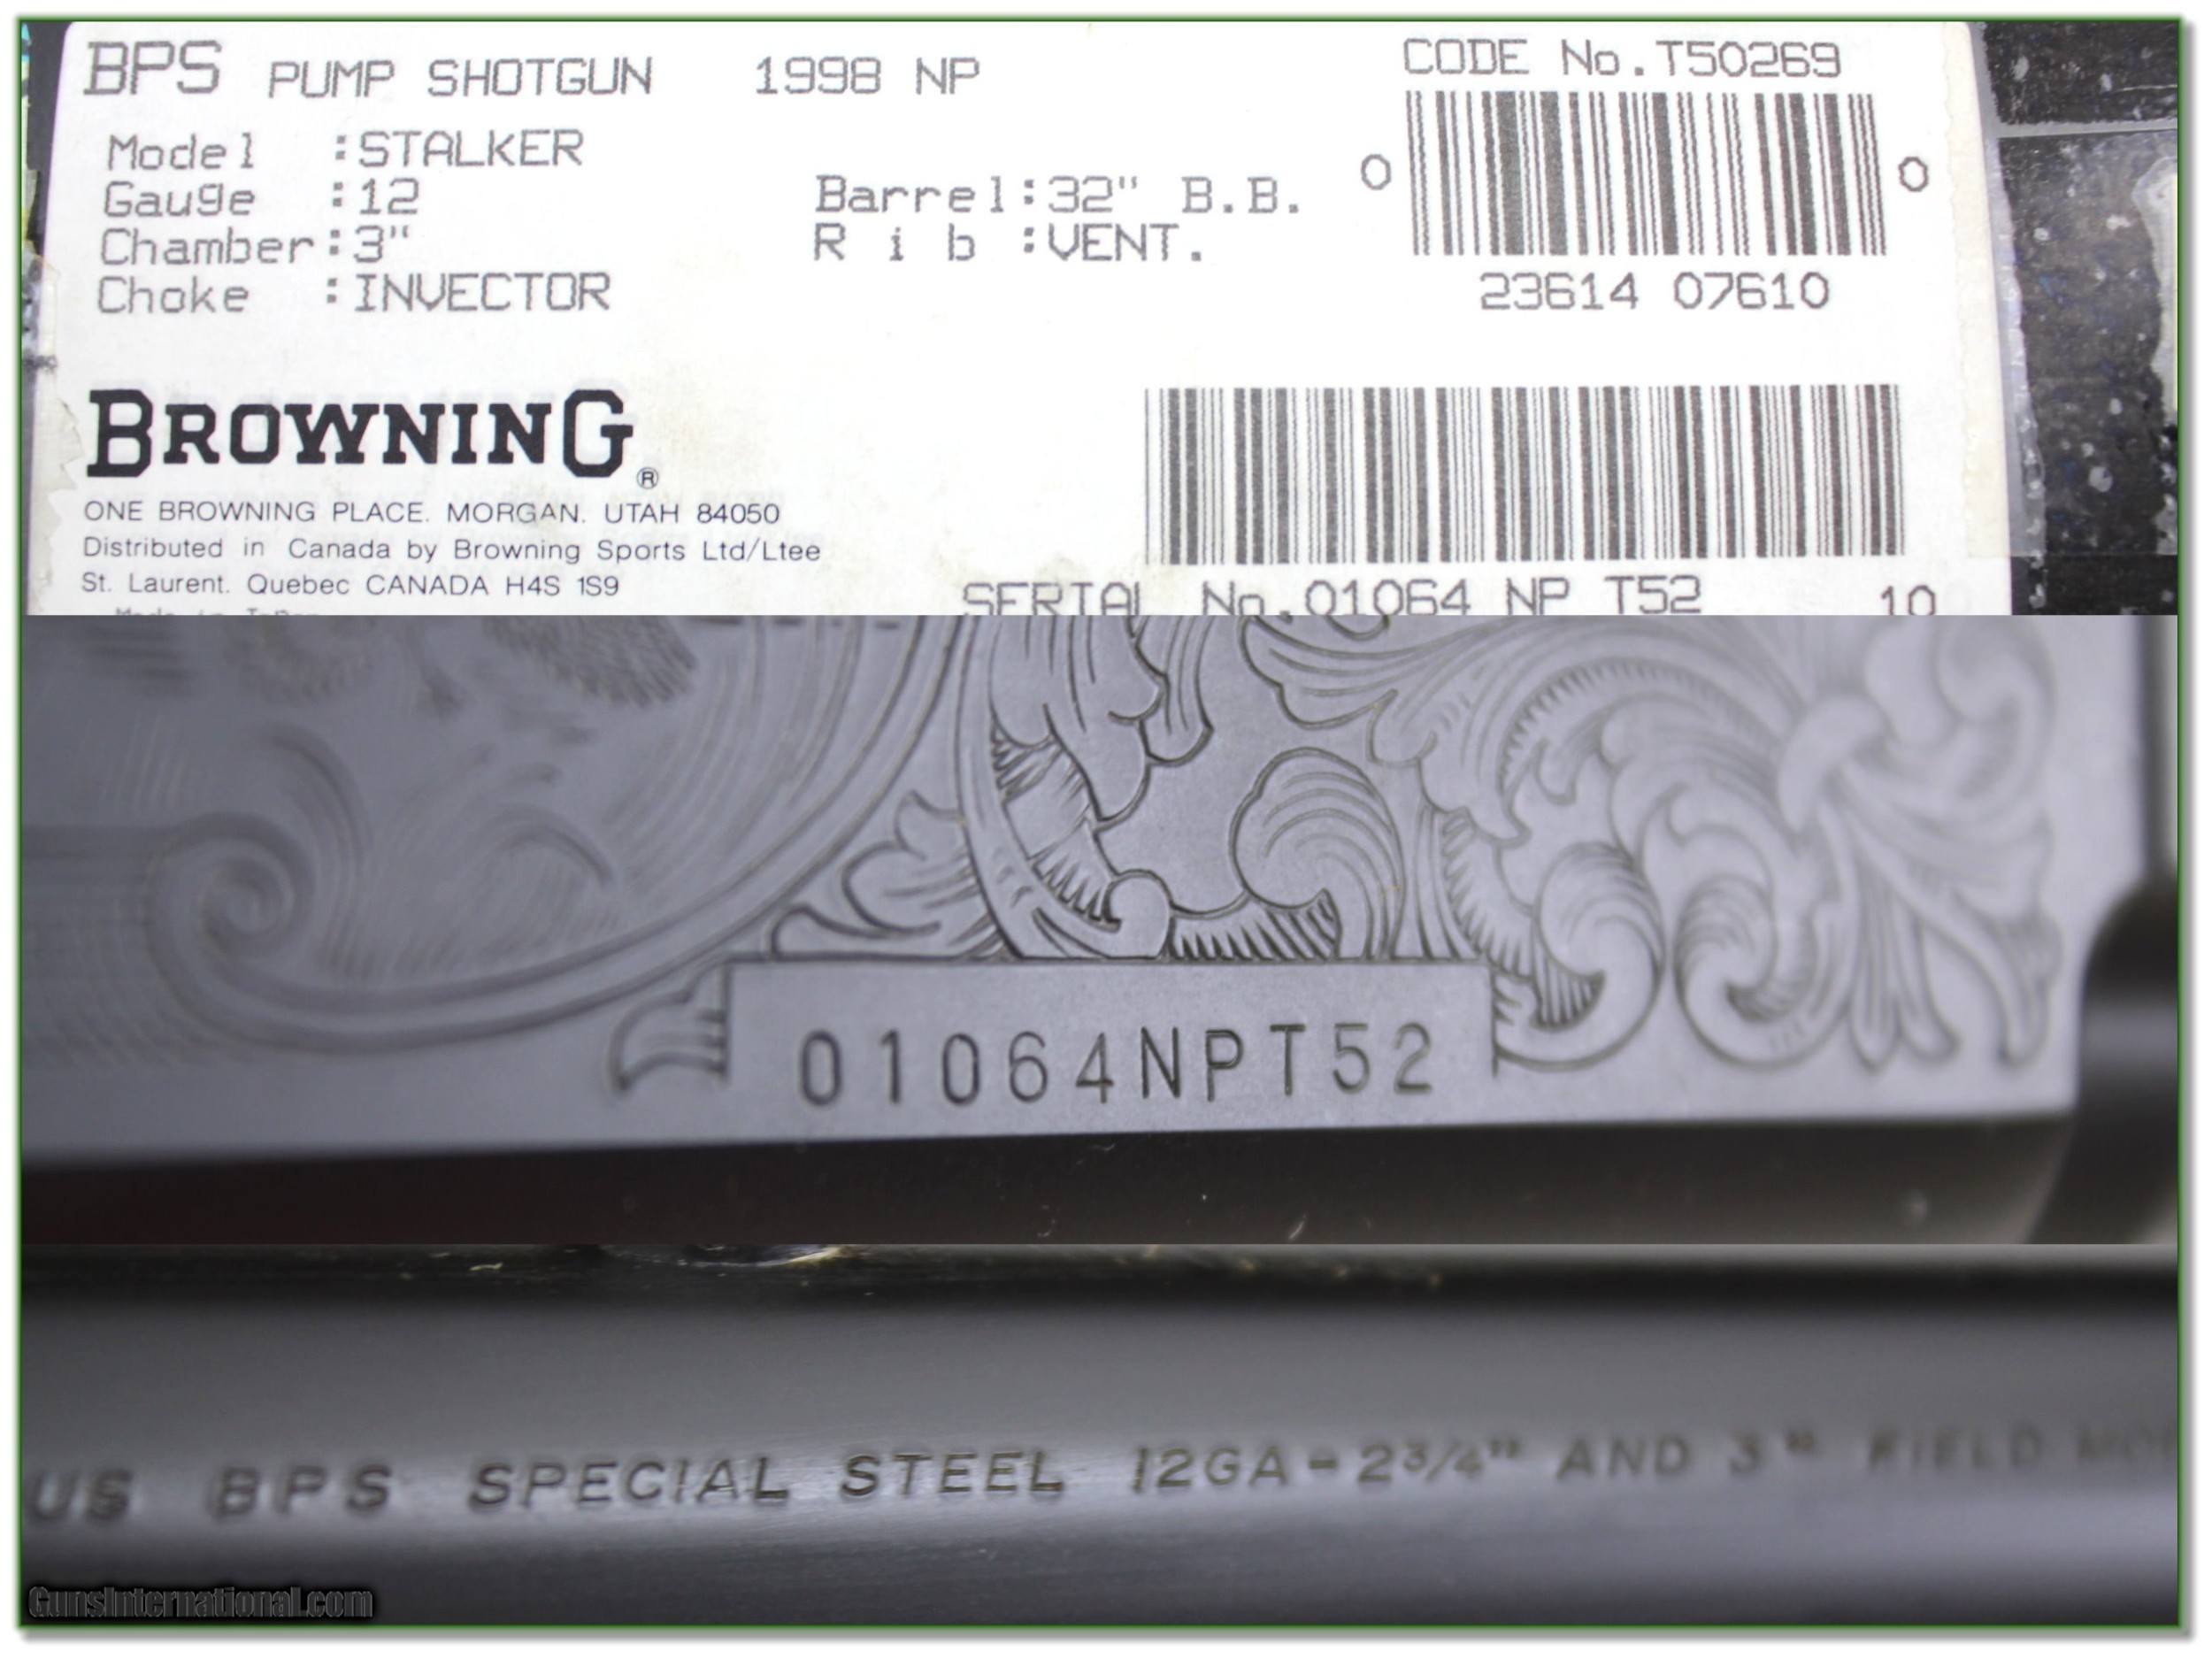 BPS PUMP SHOTGUN 1998 NP
CODE No.T50269
Model :STALKER
Gauge :12
Chamber:3"
Choke :INVECTOR
Barrel:32" B.B.
Rib :VENT.
0 0
23614 07610
BROWNING®
ONE BROWNING PLACE. MORGAN. UTAH 84050
Distributed in Canada by Browning Sports Ltd/Ltee
St. Laurent. Quebec CANADA H4S 1S9
SERIAL No.01064 NP T52 10
01064NPT52
US BPS SPECIAL STEEL 12GA-2¾" AND 3" FIELD
GunsInternational.com